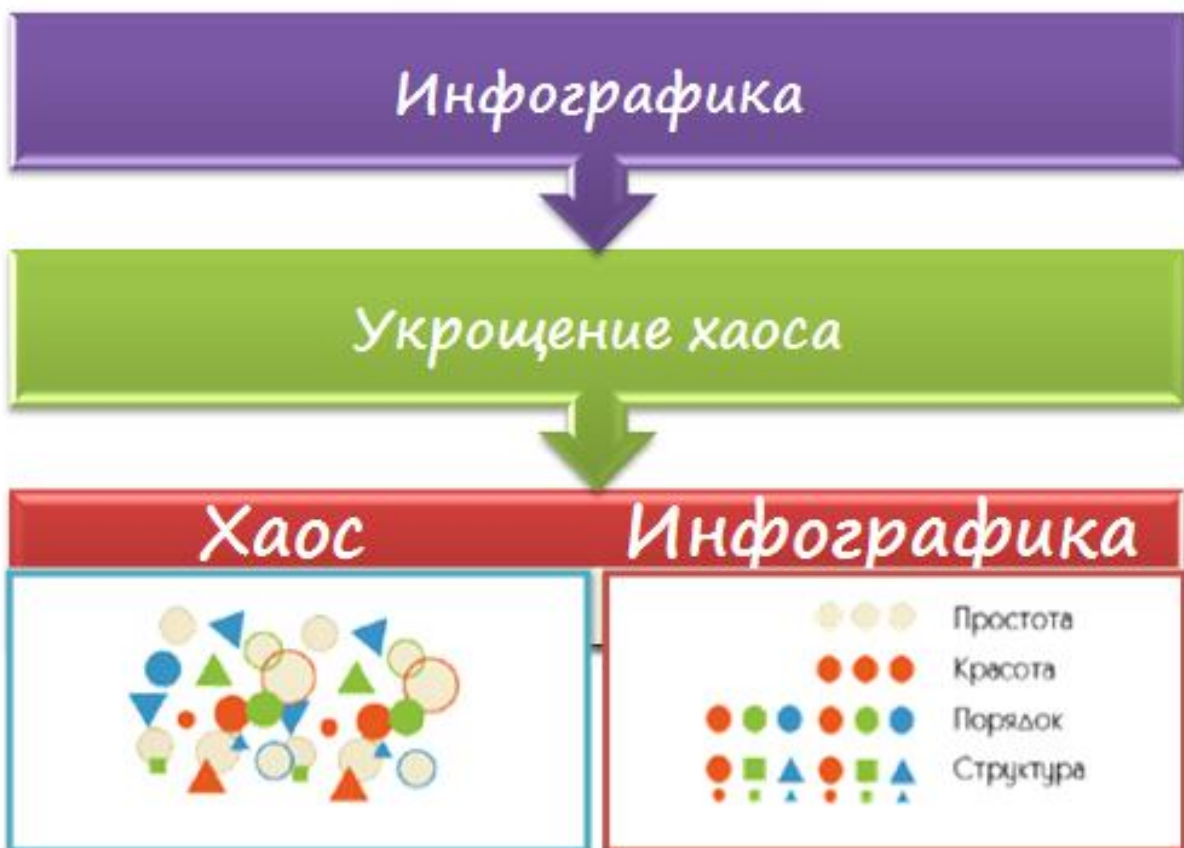 Инфографика
Укрощение хаоса
Хаос
Инфографика
Простота
Красота
Порядок
Структура